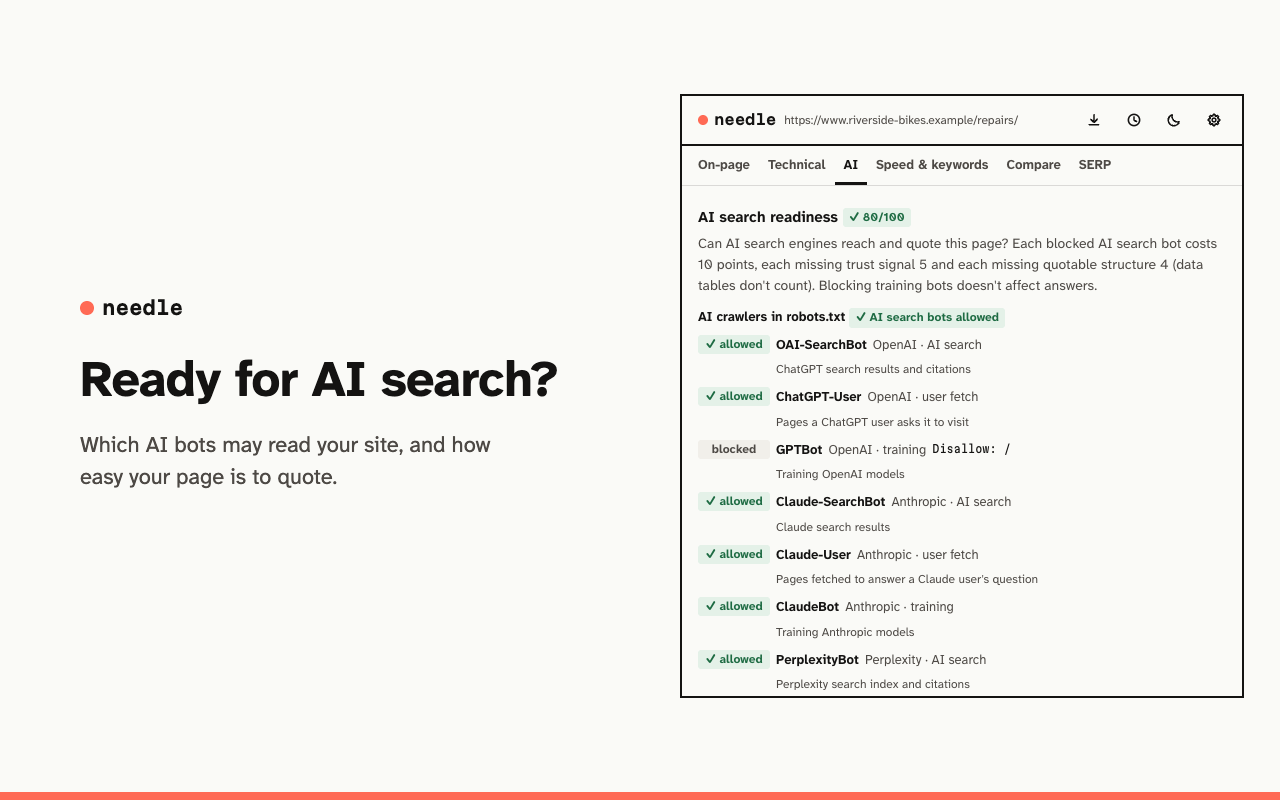 needle
Ready for AI search?
Which AI bots may read your site, and how
easy your page is to quote.
needle https://www.riverside-bikes.example/repairs/
On-page Technical AI Speed & keywords Compare SERP
AI search readiness ✓ 80/100
Can AI search engines reach and quote this page? Each blocked AI search bot costs
10 points, each missing trust signal 5 and each missing quotable structure 4 (data
tables don't count). Blocking training bots doesn't affect answers.
AI crawlers in robots.txt ✓ AI search bots allowed
✓ allowed OAI-SearchBot OpenAI · AI search
ChatGPT search results and citations
✓ allowed ChatGPT-User OpenAI · user fetch
Pages a ChatGPT user asks it to visit
blocked GPTBot OpenAI · training Disallow: /
Training OpenAI models
✓ allowed Claude-SearchBot Anthropic · AI search
Claude search results
✓ allowed Claude-User Anthropic · user fetch
Pages fetched to answer a Claude user's question
✓ allowed ClaudeBot Anthropic · training
Training Anthropic models
✓ allowed PerplexityBot Perplexity · AI search
Perplexity search index and citations